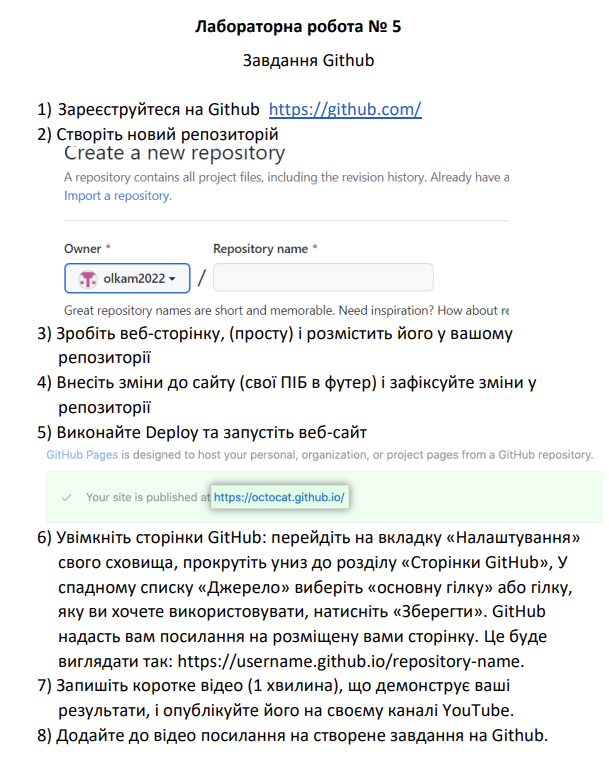 Лабораторна робота № 5
Завдання Github
1) Зареєструйтеся на Github https://github.com/
2) Створіть новий репозиторій
Create a new repository
A repository contains all project files, including the revision history. Already have a
Import a repository.
Owner * Repository name *
olkam2022 /
Great repository names are short and memorable. Need inspiration? How about re
3) Зробіть веб-сторінку, (просту) і розмістить його у вашому
репозиторії
4) Внесіть зміни до сайту (свої ПІБ в футер) і зафіксуйте зміни у
репозиторії
5) Виконайте Deploy та запустіть веб-сайт
GitHub Pages is designed to host your personal, organization, or project pages from a GitHub repository.
Your site is published at https://octocat.github.io/
6) Увімкніть сторінки GitHub: перейдіть на вкладку «Налаштування»
свого сховища, прокрутіть униз до розділу «Сторінки GitHub», У
спадному списку «Джерело» виберіть «основну гілку» або гілку,
яку ви хочете використовувати, натисніть «Зберегти». GitHub
надасть вам посилання на розміщену вами сторінку. Це буде
виглядати так: https://username.github.io/repository-name.
7) Запишіть коротке відео (1 хвилина), що демонструє ваші
результати, і опублікуйте його на своєму каналі YouTube.
8) Додайте до відео посилання на створене завдання на Github.